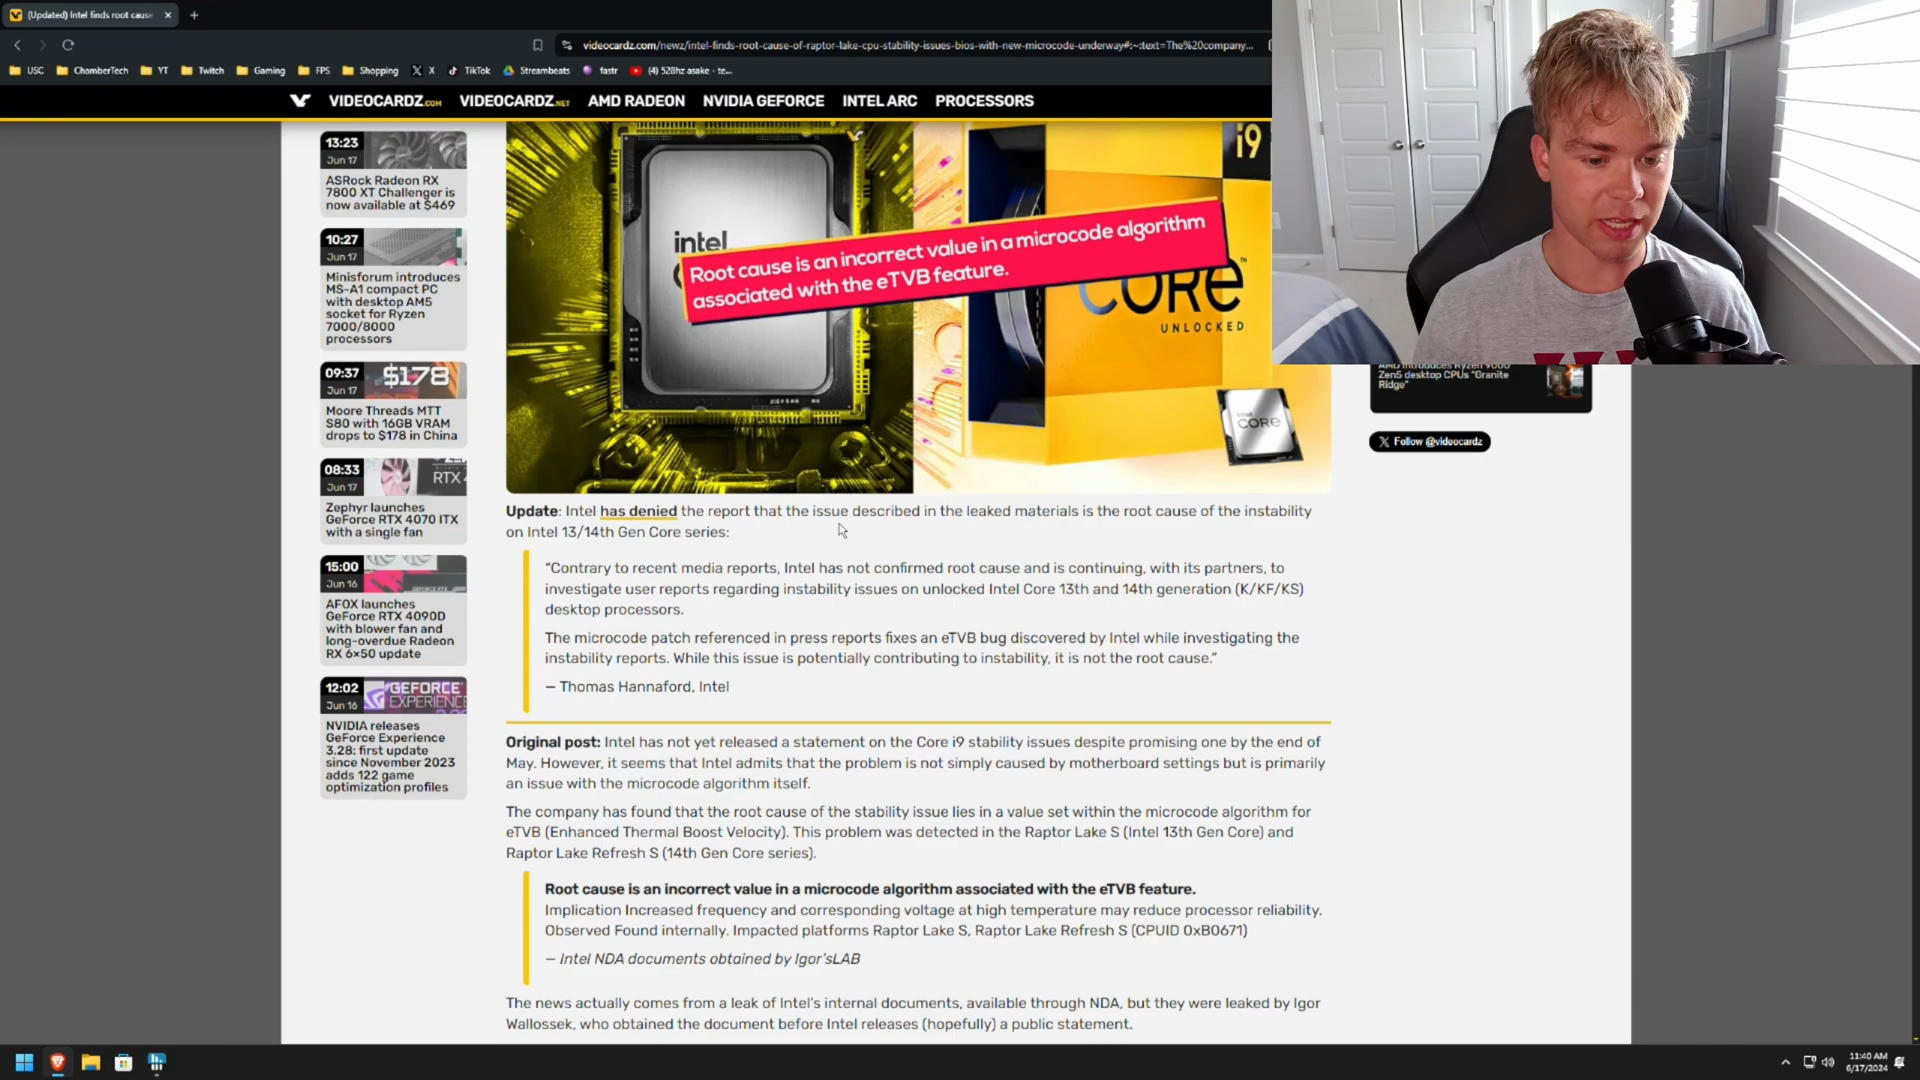 (Updated) Intel finds root cause
videocardz.com/newz/intel-finds-root-cause-of-raptor-lake-cpu-stability-issues-bios-with-new-microcode-underway#:~:text=The%20company...
USC ChamberTech YT Twitch Gaming FPS Shopping X TikTok Streambeats fastr (4) 528hz asake - te...
VIDEOCARDZ.COM VIDEOCARDZ.NET AMD RADEON NVIDIA GEFORCE INTEL ARC PROCESSORS
13:23
Jun 17
ASRock Radeon RX
7800 XT Challenger is
now available at $469
10:27
Jun 17
Minisforum introduces
MS-A1 compact PC
with desktop AM5
socket for Ryzen
7000/8000
processors
09:37
Jun 17
$178
Moore Threads MTT
S80 with 16GB VRAM
drops to $178 in China
08:33
Jun 17
RTX
Zephyr launches
GeForce RTX 4070 ITX
with a single fan
15:00
Jun 16
AFOX launches
GeForce RTX 4090D
with blower fan and
long-overdue Radeon
RX 6×50 update
12:02
Jun 16
GEFORCE
EXPERIENCE
NVIDIA releases
GeForce Experience
3.28: first update
since November 2023
adds 122 game
optimization profiles
intel
i9
Root cause is an incorrect value in a microcode algorithm
associated with the eTVB feature.
CORE™
UNLOCKED
intel
CORE
Update: Intel has denied the report that the issue described in the leaked materials is the root cause of the instability
on Intel 13/14th Gen Core series:
“Contrary to recent media reports, Intel has not confirmed root cause and is continuing, with its partners, to
investigate user reports regarding instability issues on unlocked Intel Core 13th and 14th generation (K/KF/KS)
desktop processors.
The microcode patch referenced in press reports fixes an eTVB bug discovered by Intel while investigating the
instability reports. While this issue is potentially contributing to instability, it is not the root cause.”
— Thomas Hannaford, Intel
Original post: Intel has not yet released a statement on the Core i9 stability issues despite promising one by the end of
May. However, it seems that Intel admits that the problem is not simply caused by motherboard settings but is primarily
an issue with the microcode algorithm itself.
The company has found that the root cause of the stability issue lies in a value set within the microcode algorithm for
eTVB (Enhanced Thermal Boost Velocity). This problem was detected in the Raptor Lake S (Intel 13th Gen Core) and
Raptor Lake Refresh S (14th Gen Core series).
Root cause is an incorrect value in a microcode algorithm associated with the eTVB feature.
Implication Increased frequency and corresponding voltage at high temperature may reduce processor reliability.
Observed Found internally. Impacted platforms Raptor Lake S, Raptor Lake Refresh S (CPUID 0xB0671)
— Intel NDA documents obtained by Igor’sLAB
The news actually comes from a leak of Intel’s internal documents, available through NDA, but they were leaked by Igor
Wallossek, who obtained the document before Intel releases (hopefully) a public statement.
AMD introduces Ryzen 9000
Zen5 desktop CPUs “Granite
Ridge”
X Follow @videocardz
11:40 AM
6/17/2024